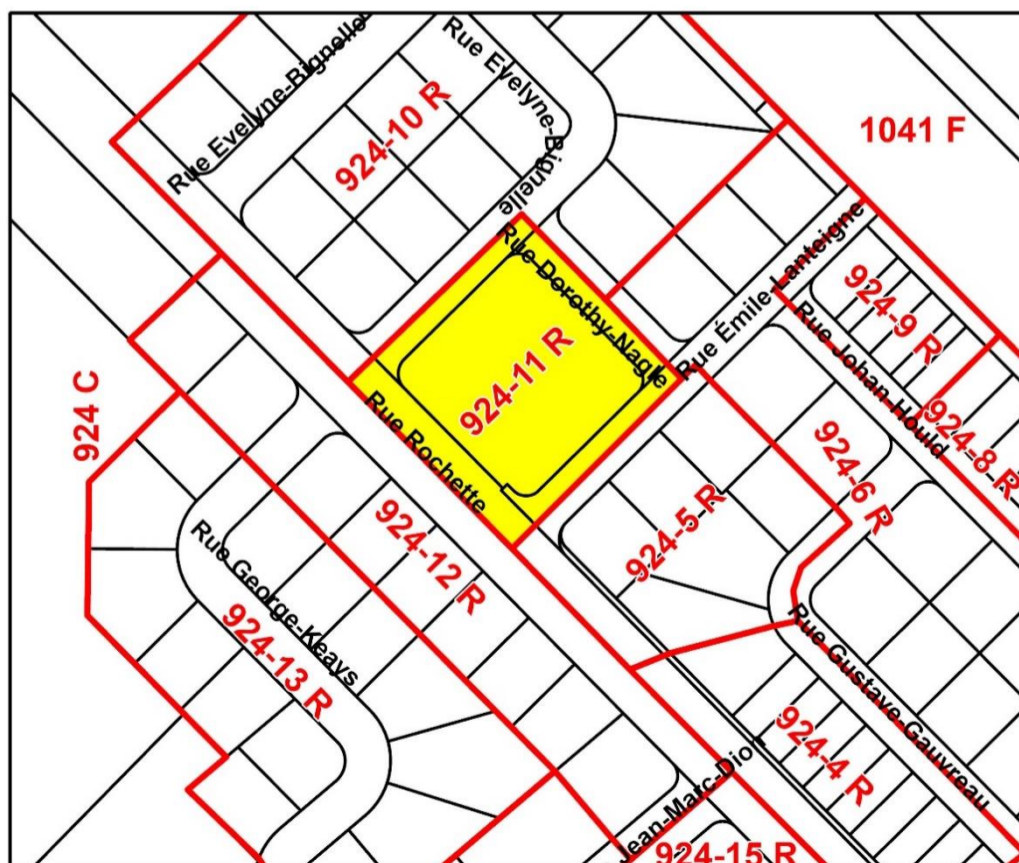 Rue Evelyne-Bignelle
Rue Evelyne-Bignelle
924-10 R
1041 F
Rue Dorothy-Nagle
Rue Émile-Lanteigne
924-9 R
924-11 R
Rue Johan-Hould
924 C
Rue Rochette
924-8 R
924-6 R
924-5 R
924-12 R
Rue George-Keays
924-13 R
Rue Gustave-Gauvreau
924-4 R
Jean-Marc-Dio
924-15 R